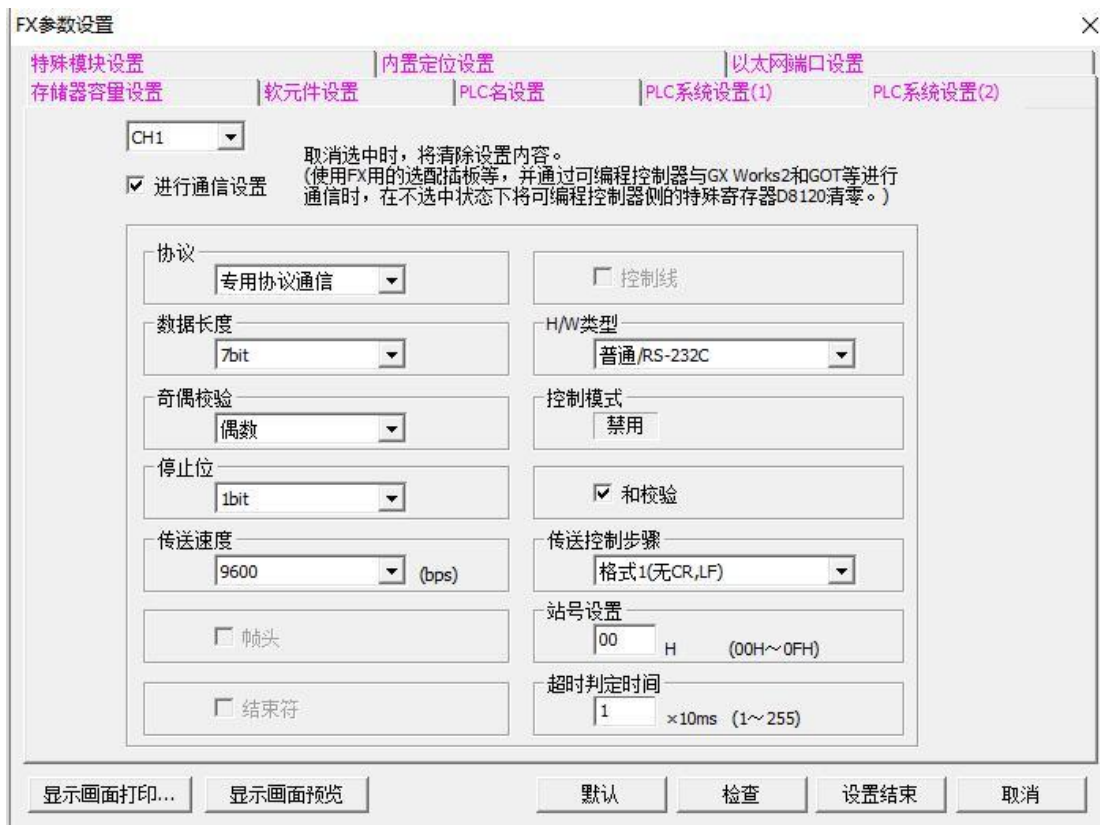 FX参数设置
特殊模块设置
内置定位设置
以太网端口设置
存储器容量设置
软元件设置
PLC名设置
PLC系统设置(1)
PLC系统设置(2)
CH1
进行通信设置
取消选中时，将清除设置内容。
(使用FX用的选配插板等，并通过可编程控制器与GX Works2和GOT等进行
通信时，在不选中状态下将可编程控制器侧的特殊寄存器D8120清零。)
协议
专用协议通信
控制线
数据长度
7bit
H/W类型
普通/RS-232C
奇偶校验
偶数
控制模式
禁用
停止位
1bit
和校验
传送速度
9600 (bps)
传送控制步骤
格式1(无CR,LF)
帧头
站号设置
00 H (00H～0FH)
结束符
超时判定时间
1 ×10ms (1～255)
显示画面打印...
显示画面预览
默认
检查
设置结束
取消